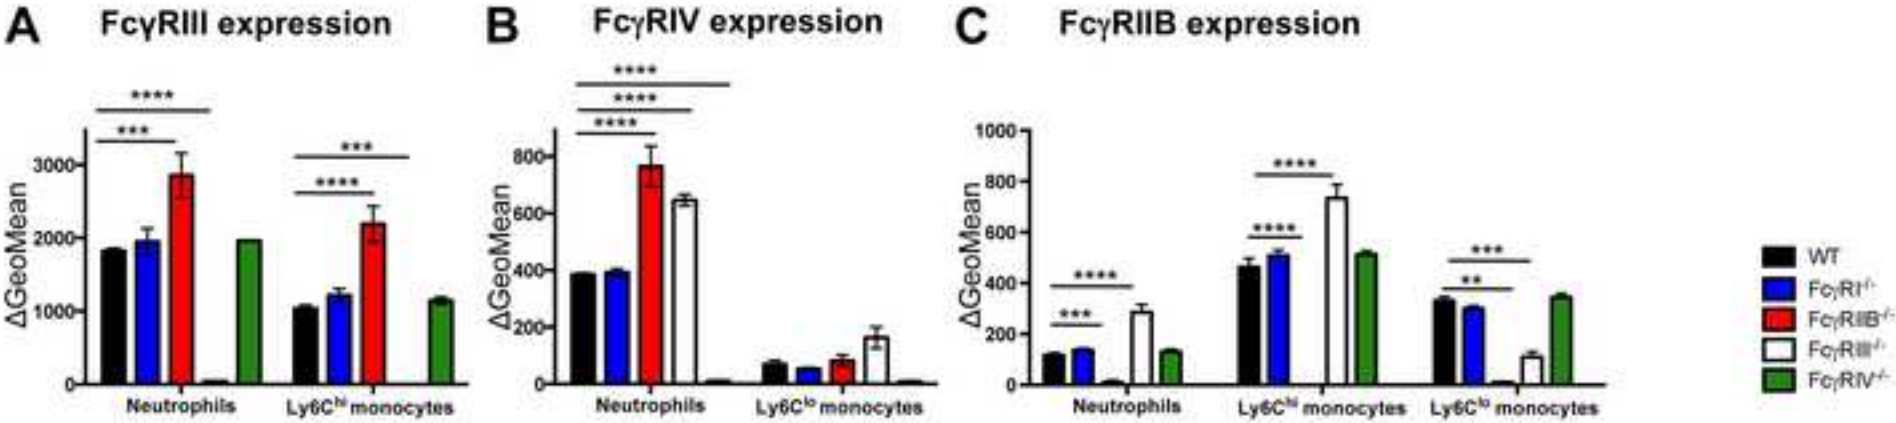 A FcγRIII expression
B FcγRIV expression
C FcγRIIB expression
ΔGeoMean
3000
2000
1000
0
****
***
***
****
Neutrophils
Ly6Chi monocytes
ΔGeoMean
800
600
400
200
0
****
****
****
Neutrophils
Ly6Clo monocytes
ΔGeoMean
1000
800
600
400
200
0
****
***
****
****
***
**
Neutrophils
Ly6Chi monocytes
Ly6Clo monocytes
WT
FcγRI-/-
FcγRIIB-/-
FcγRIII-/-
FcγRIV-/-